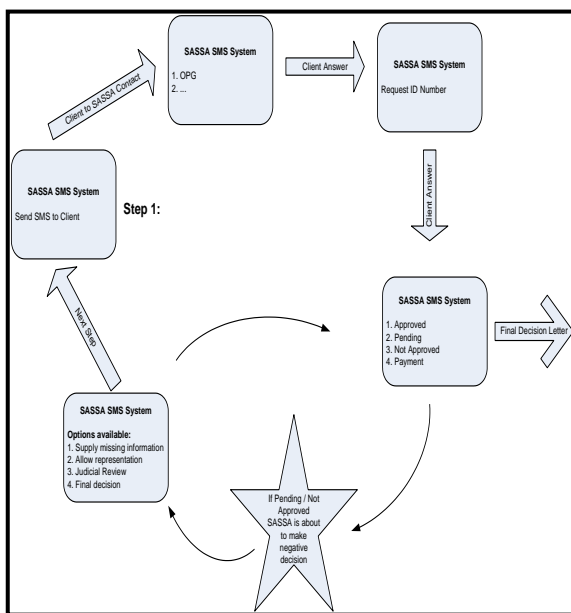 SASSA SMS System
1. OPG
2. ...
Client Answer
SASSA SMS System
Request ID Number
Client to SASSA Contact
SASSA SMS System
Send SMS to Client
Step 1:
Client Answer
SASSA SMS System
1. Approved
2. Pending
3. Not Approved
4. Payment
Final Decision Letter
Next Step
SASSA SMS System
Options available:
1. Supply missing information
2. Allow representation
3. Judicial Review
4. Final decision
If Pending / Not
Approved
SASSA is about
to make
negative
decision